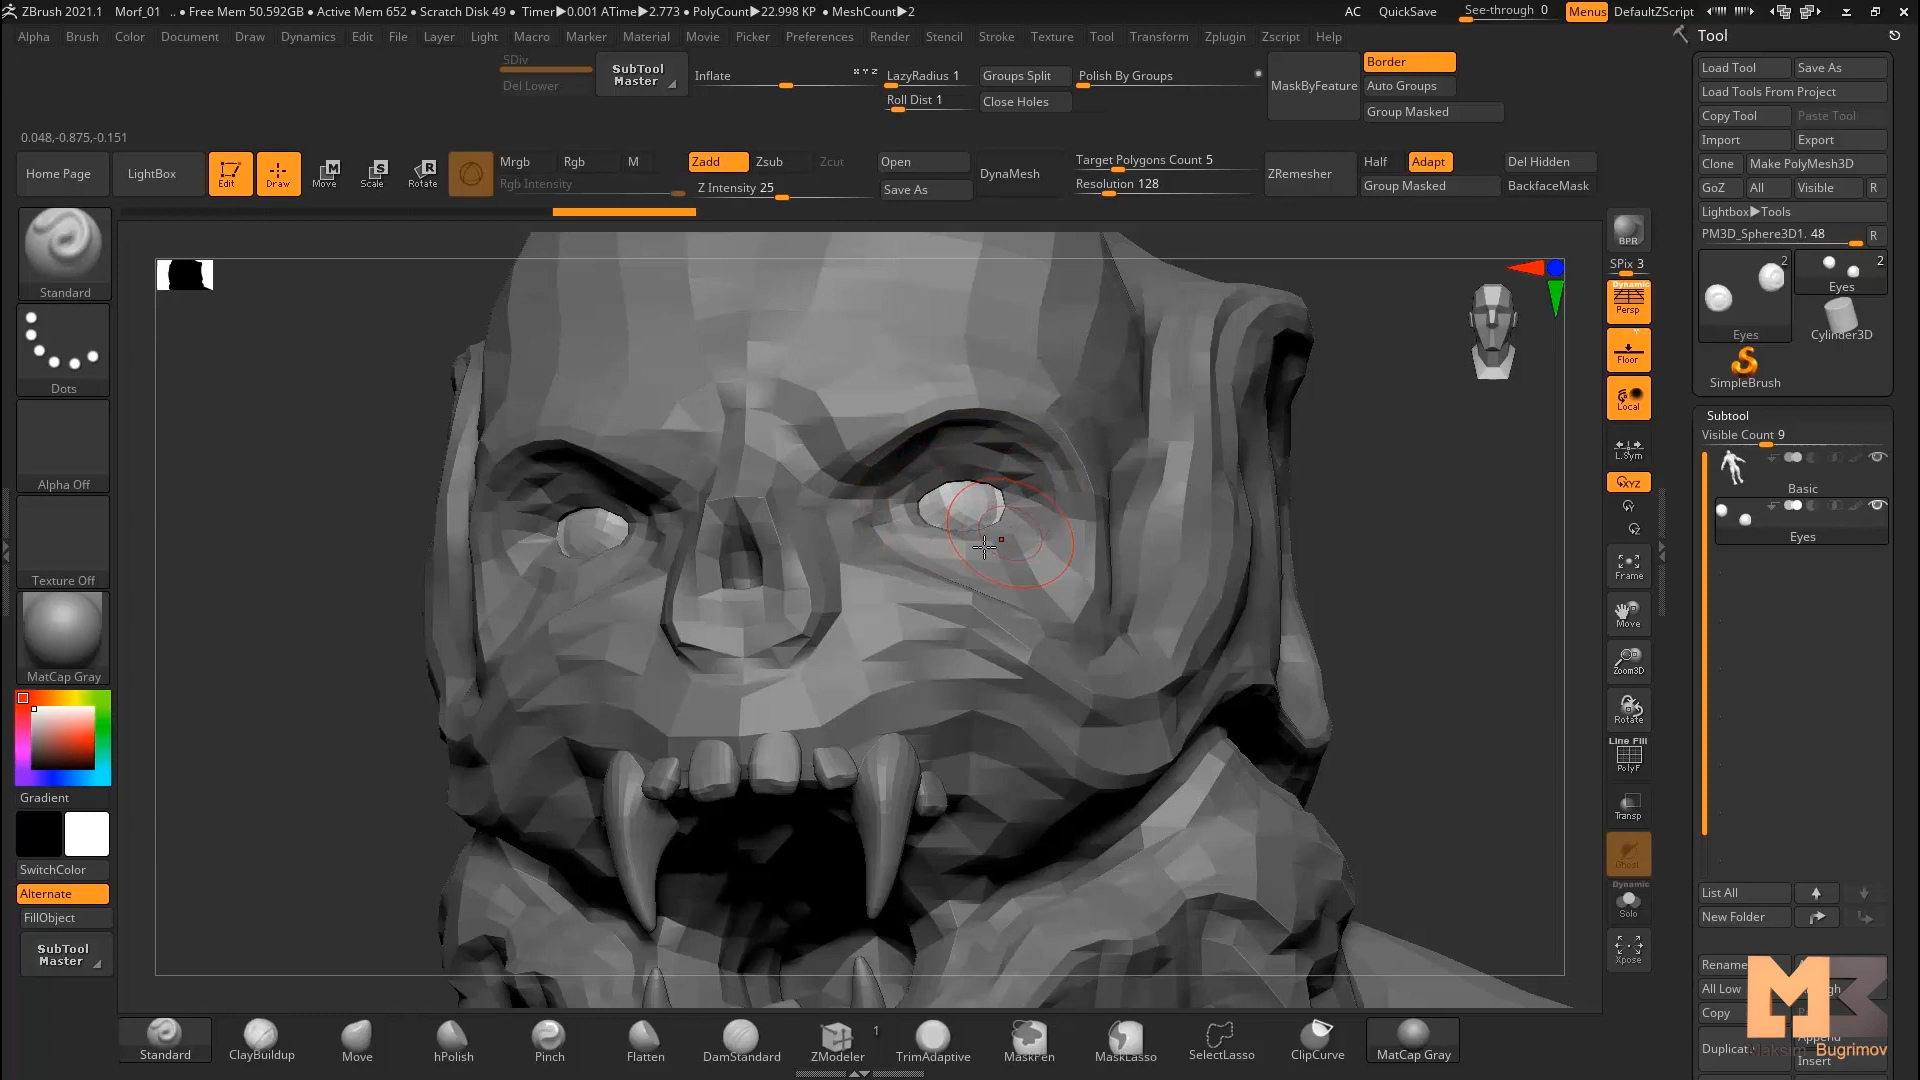 ZBrush 2021.1 Morf_01 .. • Free Mem 50.592GB • Active Mem 652 • Scratch Disk 49 • Timer▶0.001 ATime▶2.773 • PolyCount▶22.998 KP • MeshCount▶2 AC QuickSave See-through 0 Menus DefaultZScript
Alpha Brush Color Document Draw Dynamics Edit File Layer Light Macro Marker Material Movie Picker Preferences Render Stencil Stroke Texture Tool Transform Zplugin Zscript Help
SDiv
Del Lower
SubTool
Master
Inflate
x y z
LazyRadius 1
Roll Dist 1
Groups Split
Close Holes
Polish By Groups
MaskByFeature
Border
Auto Groups
Group Masked
0.048,-0.875,-0.151
Home Page
LightBox
Edit
Draw
Move
Scale
Rotate
Mrgb Rgb M
Rgb Intensity
Zadd Zsub Zcut
Z Intensity 25
Open
Save As
DynaMesh
Target Polygons Count 5
Resolution 128
ZRemesher
Half Adapt
Group Masked
Del Hidden
BackfaceMask
Standard
Dots
Alpha Off
Texture Off
MatCap Gray
Gradient
SwitchColor
Alternate
FillObject
SubTool
Master
BPR
SPix 3
Dynamic
Persp
Floor
Local
L.Sym
XYZ
Frame
Move
Zoom3D
Rotate
Line Fill
PolyF
Transp
Ghost
Dynamic
Solo
Xpose
Tool
Load Tool Save As
Load Tools From Project
Copy Tool Paste Tool
Import Export
Clone Make PolyMesh3D
GoZ All Visible R
Lightbox▶Tools
PM3D_Sphere3D1. 48 R
2 2
Eyes
Eyes Cylinder3D
SimpleBrush
Subtool
Visible Count 9
Basic
Eyes
List All
New Folder
Rename
All Low
Copy
Duplicat
Append
Insert
Maksim Bugrimov
Standard ClayBuildup Move hPolish Pinch Flatten DamStandard ZModeler 1 TrimAdaptive MaskPen MaskLasso SelectLasso ClipCurve MatCap Gray